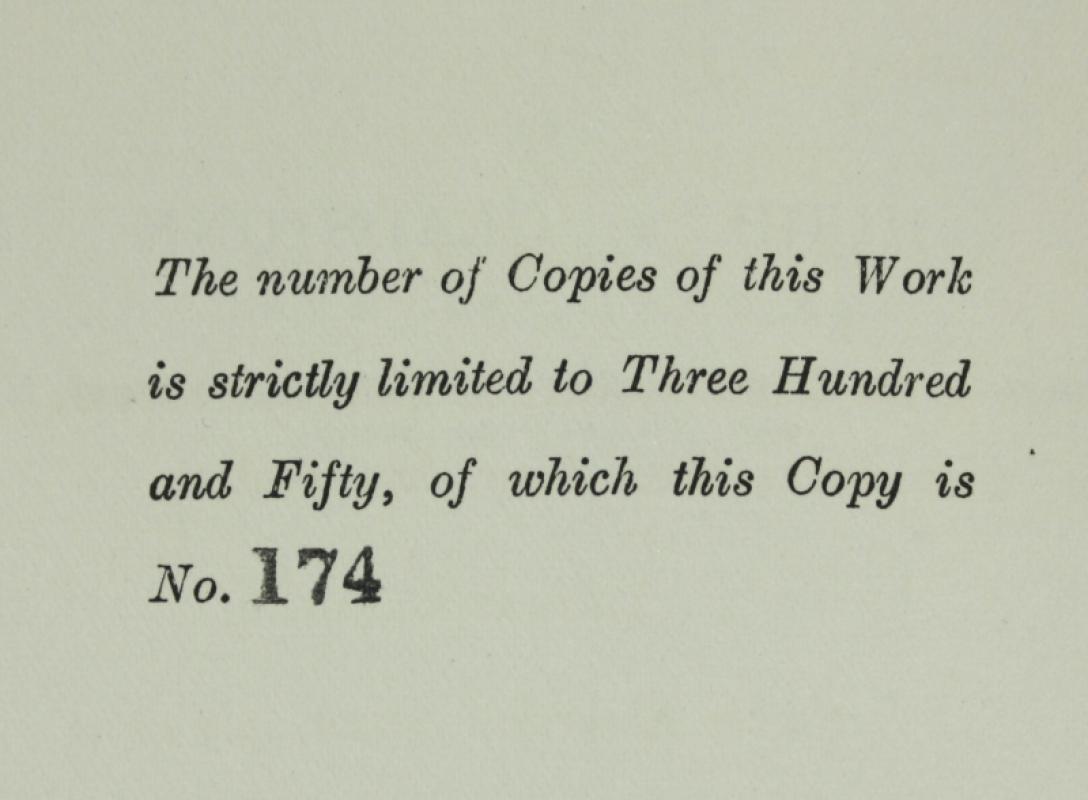 The number of Copies of this Work
is strictly limited to Three Hundred
and Fifty, of which this Copy is
No. 174